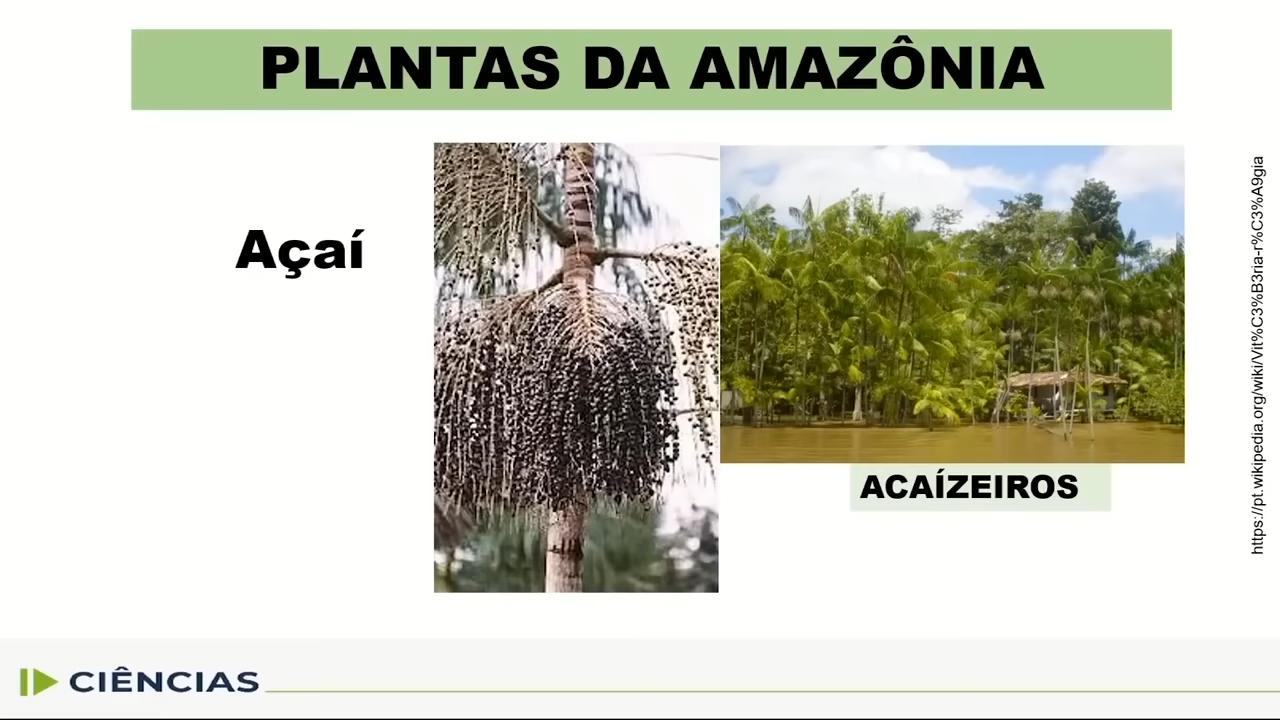 PLANTAS DA AMAZÔNIA
Açaí
ACAÍZEIROS
https://pt.wikipedia.org/wiki/Vit%C3%B3ria-r%C3%A9gia
CIÊNCIAS